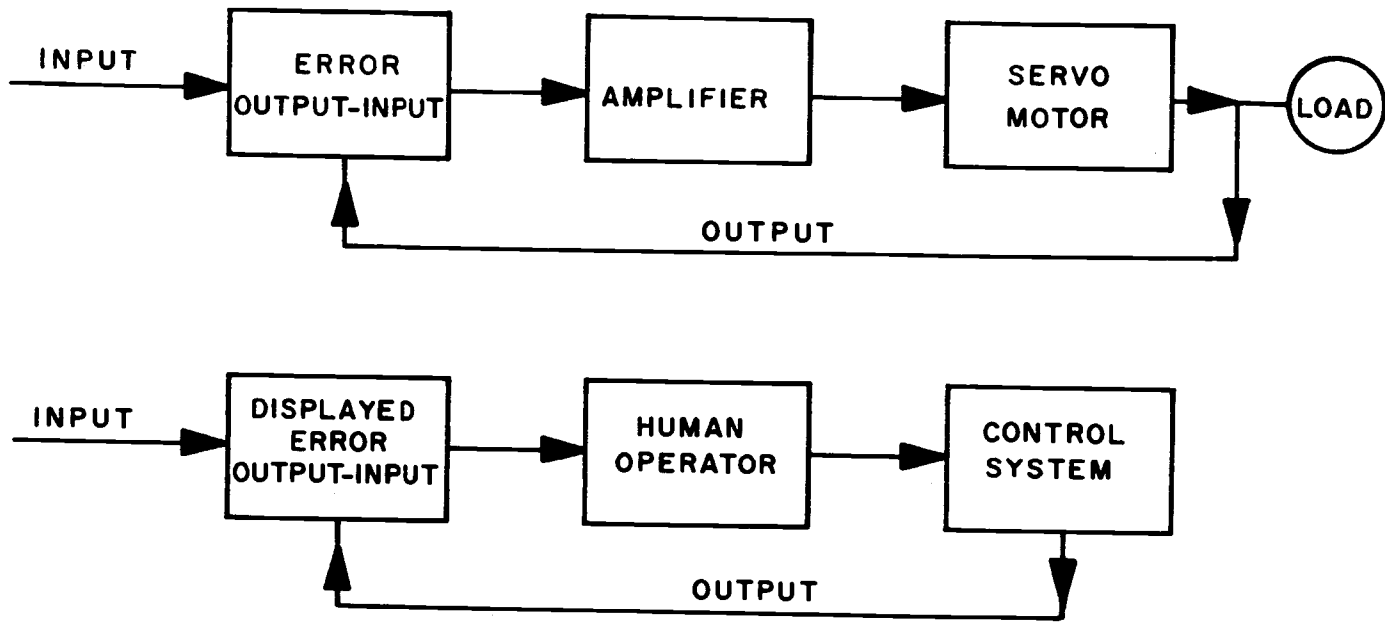 INPUT
ERROR
OUTPUT-INPUT
AMPLIFIER
SERVO
MOTOR
LOAD
OUTPUT
INPUT
DISPLAYED
ERROR
OUTPUT-INPUT
HUMAN
OPERATOR
CONTROL
SYSTEM
OUTPUT